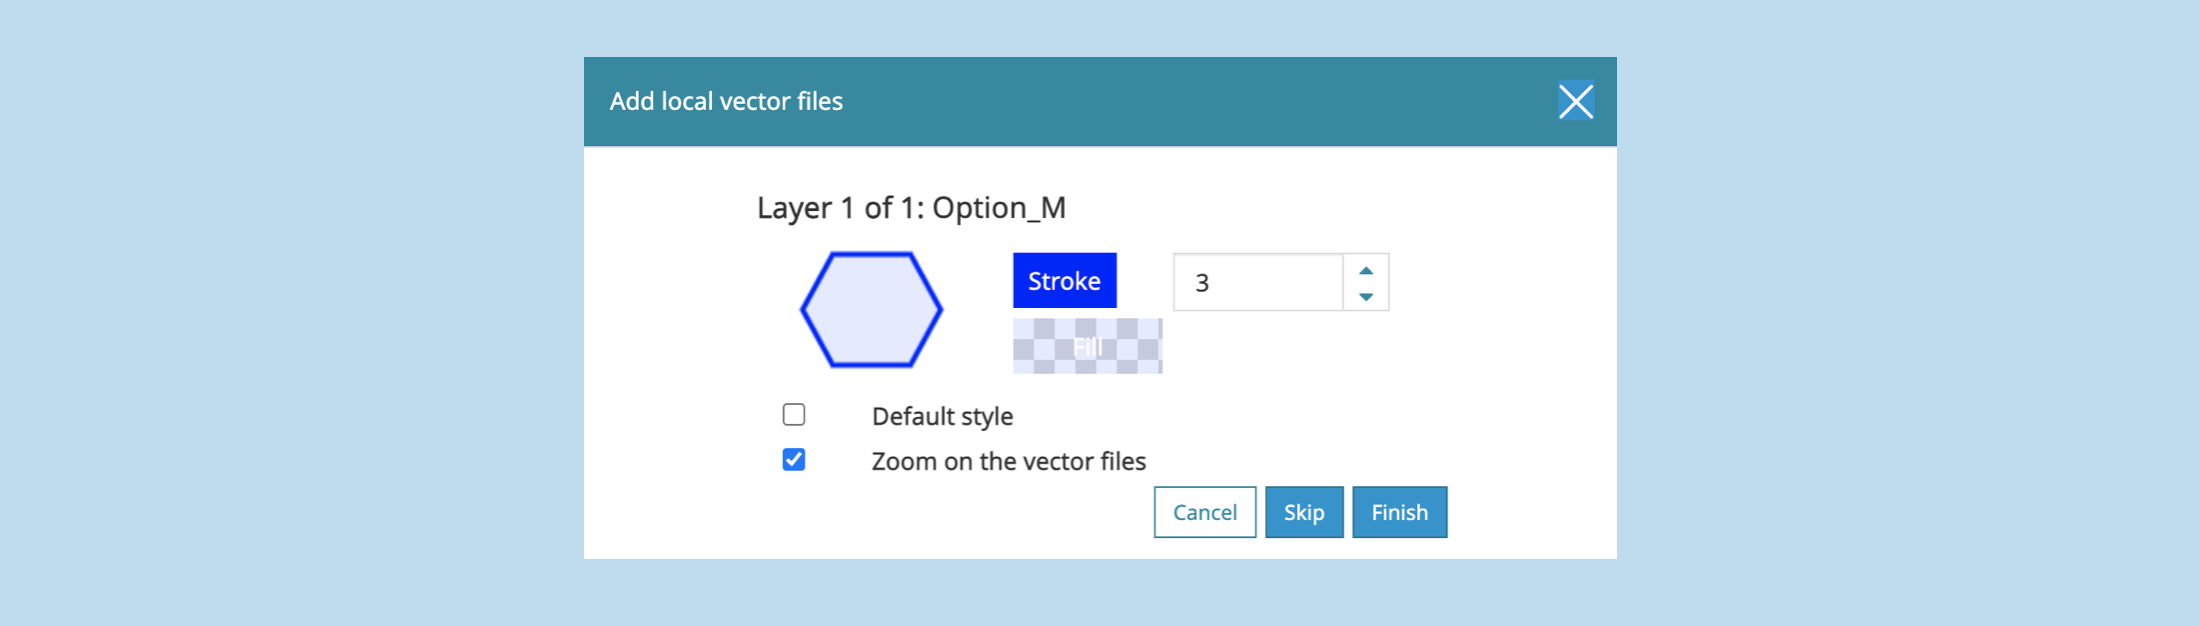 Add local vector files
Layer 1 of 1: Option_M
Stroke
3
Fill
Default style
Zoom on the vector files
Cancel Skip Finish